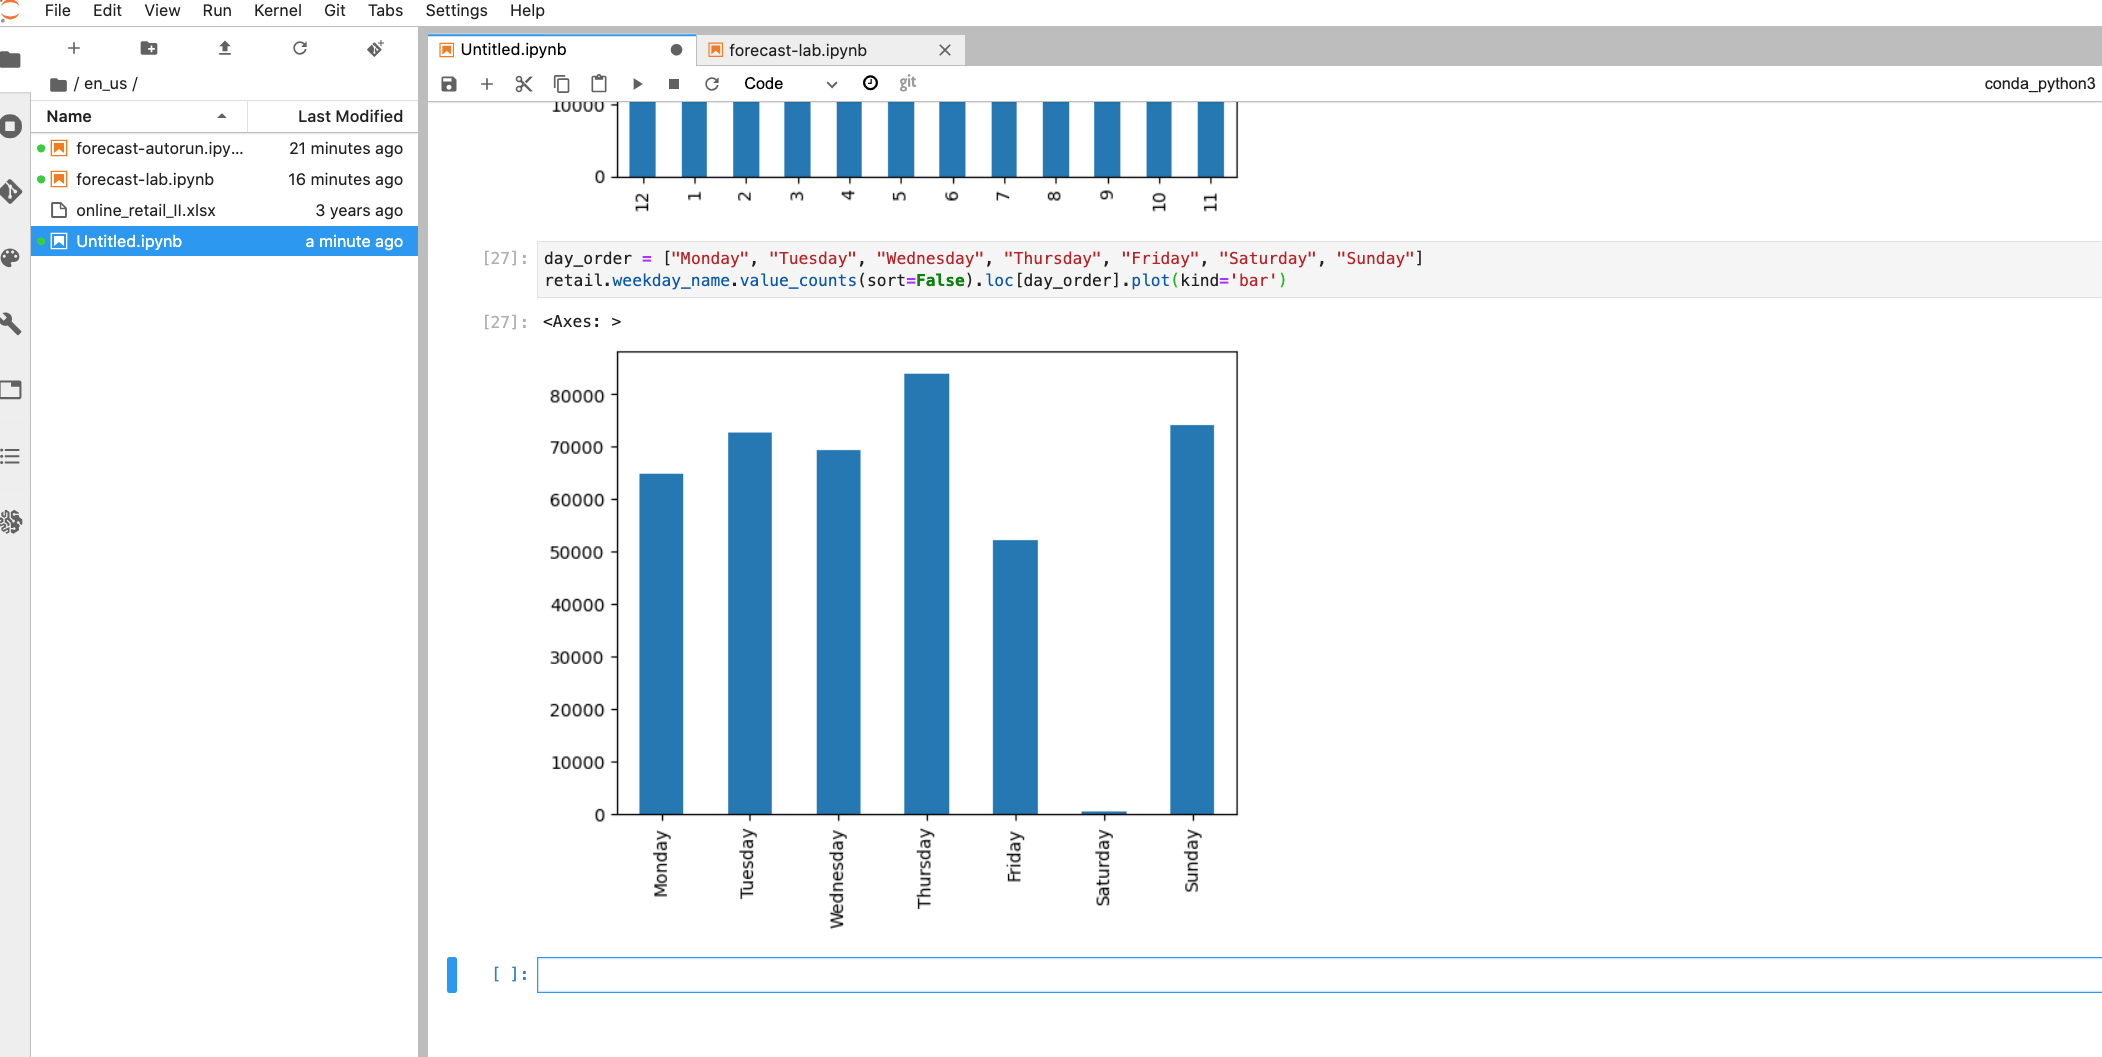 File Edit View Run Kernel Git Tabs Settings Help
Untitled.ipynb forecast-lab.ipynb
/ en_us /
Code git conda_python3
Name Last Modified
forecast-autorun.ipy... 21 minutes ago
forecast-lab.ipynb 16 minutes ago
online_retail_II.xlsx 3 years ago
Untitled.ipynb a minute ago
10000
0
12 1 2 3 4 5 6 7 8 9 10 11
[27]: day_order = ["Monday", "Tuesday", "Wednesday", "Thursday", "Friday", "Saturday", "Sunday"]
retail.weekday_name.value_counts(sort=False).loc[day_order].plot(kind='bar')
[27]: <Axes: >
80000
70000
60000
50000
40000
30000
20000
10000
0
Monday Tuesday Wednesday Thursday Friday Saturday Sunday
[ ]: